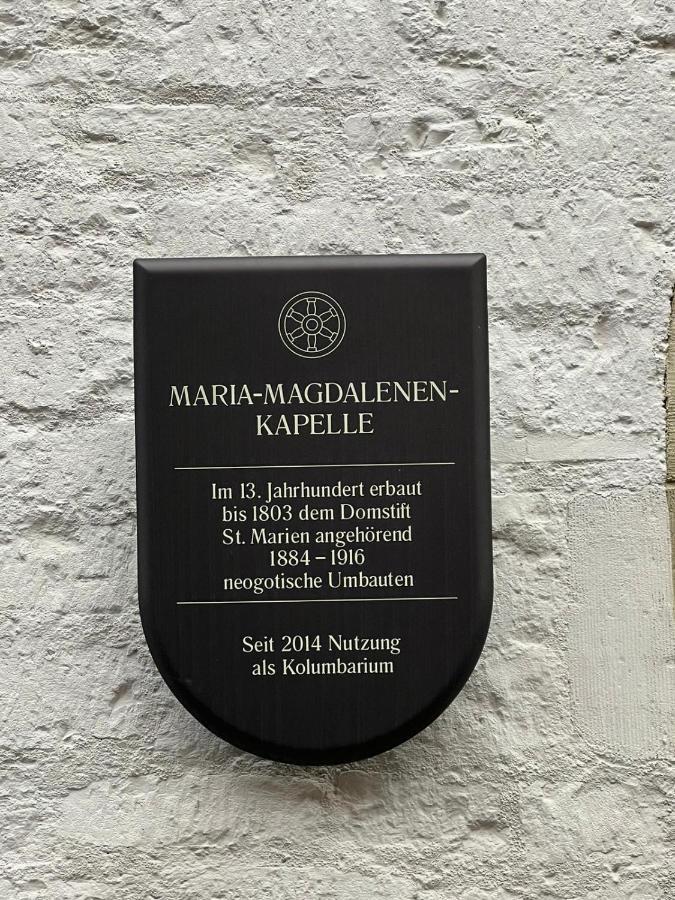 MARIA-MAGDALENEN-
KAPELLE
Im 13. Jahrhundert erbaut
bis 1803 dem Domstift
St. Marien angehörend
1884 – 1916
neogotische Umbauten
Seit 2014 Nutzung
als Kolumbarium